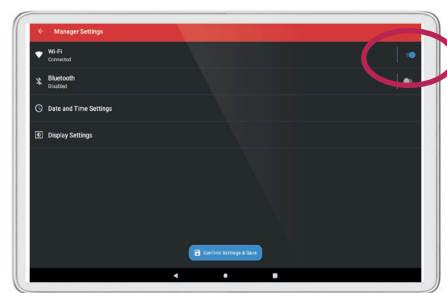 Manager Settings
Wi-Fi
Connected
Bluetooth
Disabled
Date and Time Settings
Display Settings
Confirm Settings & Save